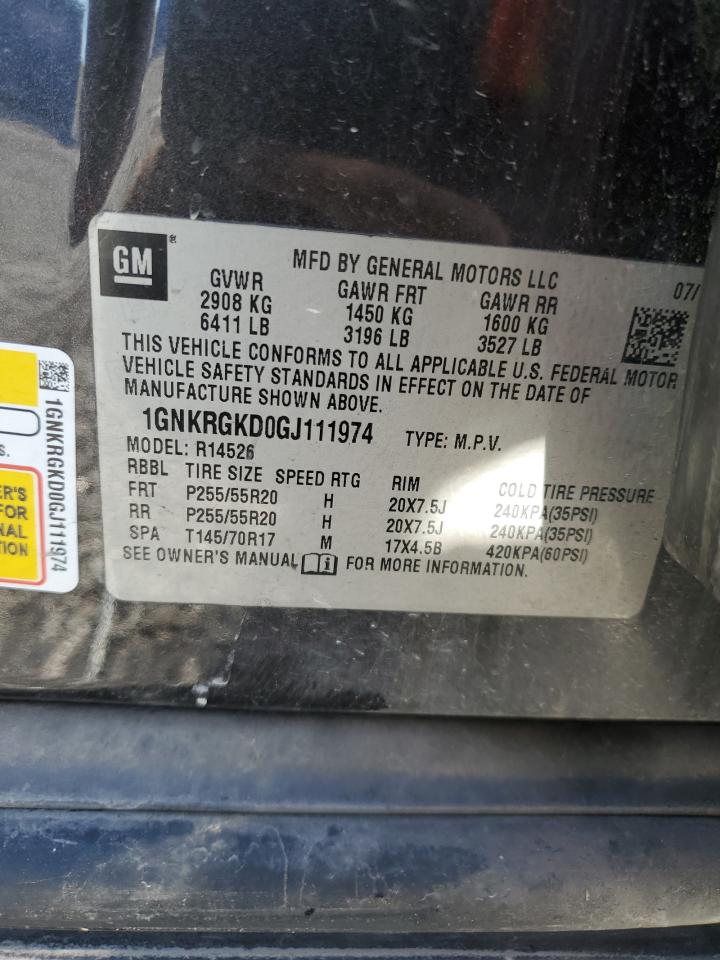 GM®
MFD BY GENERAL MOTORS LLC 07/
GVWR GAWR FRT GAWR RR
2908 KG 1450 KG 1600 KG
6411 LB 3196 LB 3527 LB
THIS VEHICLE CONFORMS TO ALL APPLICABLE U.S. FEDERAL MOTOR
VEHICLE SAFETY STANDARDS IN EFFECT ON THE DATE OF
MANUFACTURE SHOWN ABOVE.
1GNKRGKD0GJ111974 TYPE: M.P.V.
MODEL: R14526
RBBL TIRE SIZE SPEED RTG RIM COLD TIRE PRESSURE
FRT P255/55R20 H 20X7.5J 240KPA(35PSI)
RR P255/55R20 H 20X7.5J 240KPA(35PSI)
SPA T145/70R17 M 17X4.5B 420KPA(60PSI)
SEE OWNER'S MANUAL i FOR MORE INFORMATION.
1GNKRGKD0GJ111974
S.
ER'S
FOR
NAL
TION